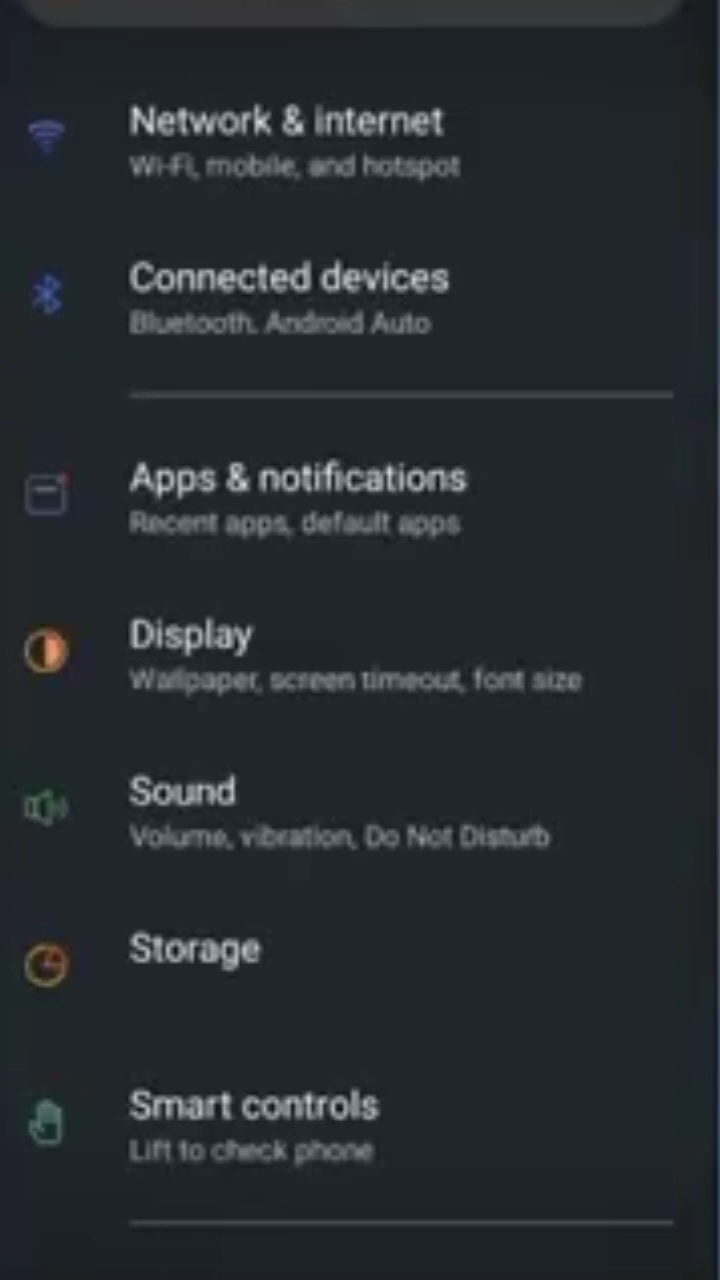 Network & internet
Wi-Fi, mobile, and hotspot
Connected devices
Bluetooth, Android Auto
Apps & notifications
Recent apps, default apps
Display
Wallpaper, screen timeout, font size
Sound
Volume, vibration, Do Not Disturb
Storage
Smart controls
Lift to check phone